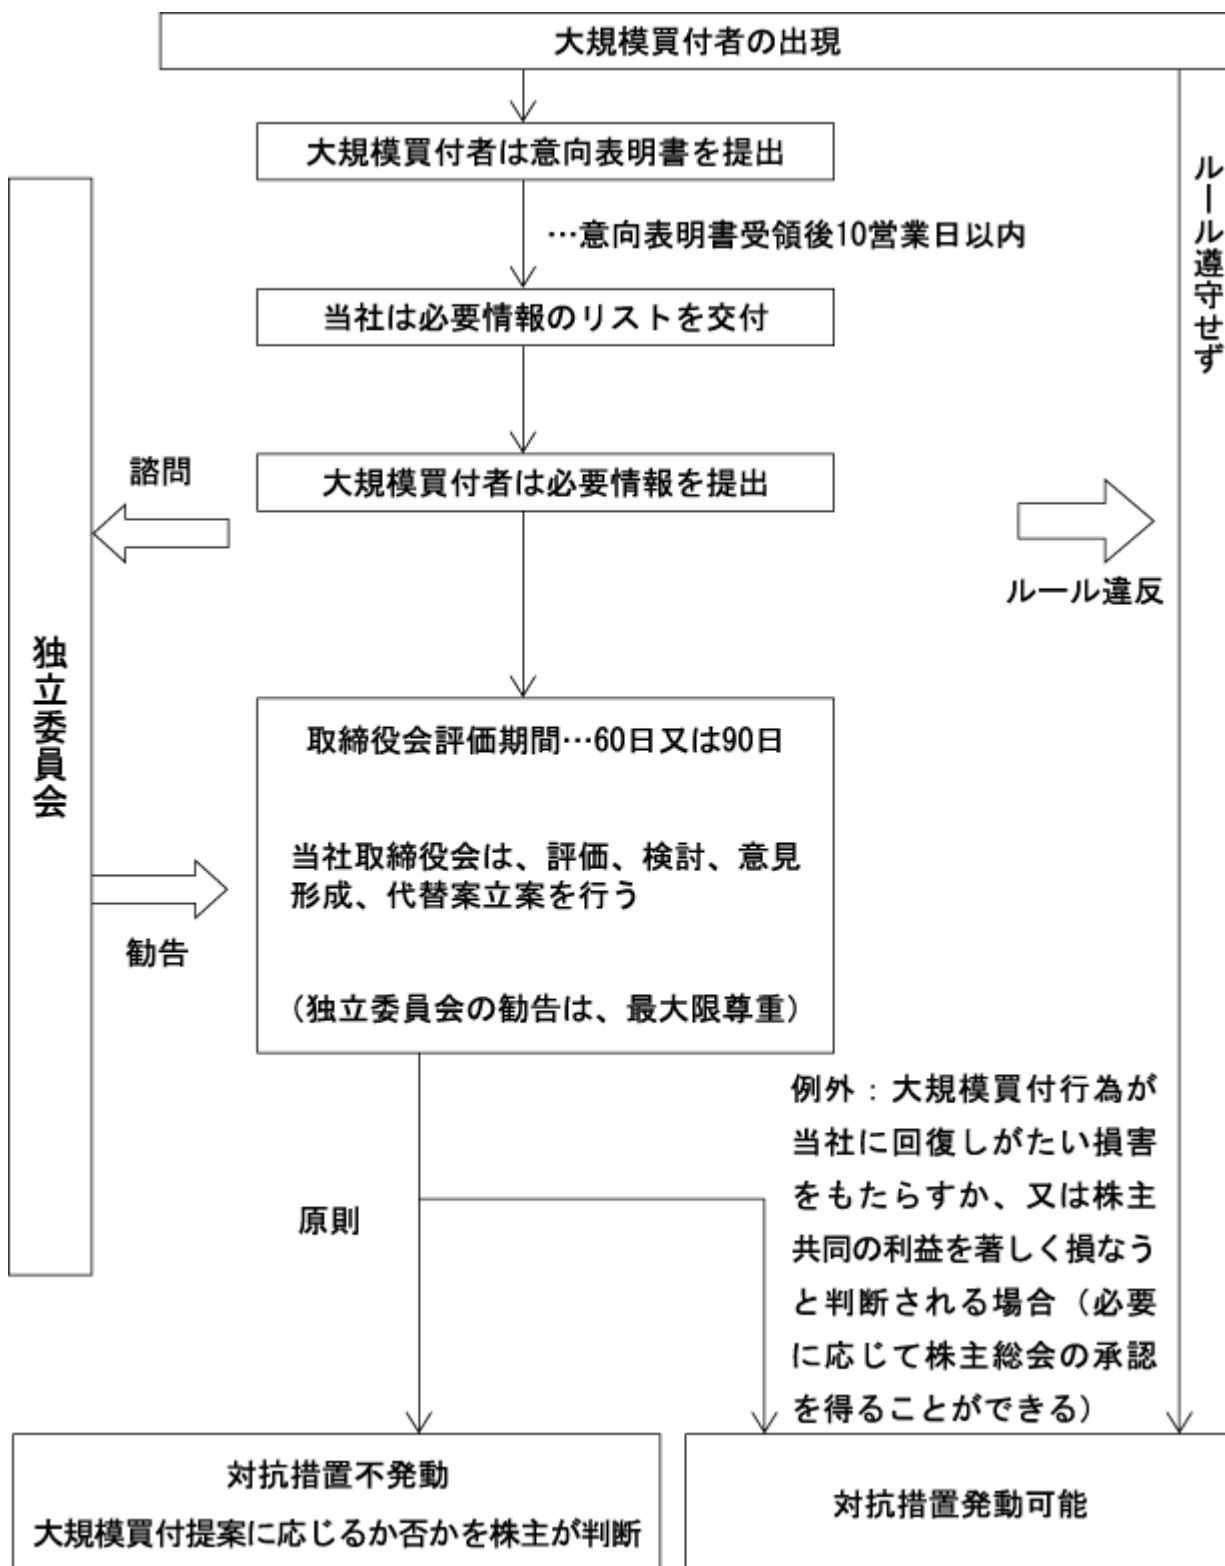 大規模買付者の出現
大規模買付者は意向表明書を提出
…意向表明書受領後10営業日以内
当社は必要情報のリストを交付
ルール遵守せず
諮問
大規模買付者は必要情報を提出
ルール違反
独立委員会
取締役会評価期間…60日又は90日
当社取締役会は、評価、検討、意見
形成、代替案立案を行う
勧告
（独立委員会の勧告は、最大限尊重）
原則
例外：大規模買付行為が
当社に回復しがたい損害
をもたらすか、又は株主
共同の利益を著しく損なう
と判断される場合（必要
に応じて株主総会の承認
を得ることができる）
対抗措置不発動
大規模買付提案に応じるか否かを株主が判断
対抗措置発動可能